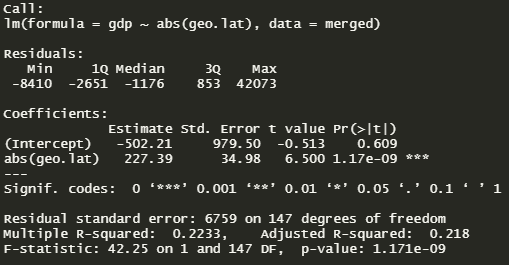 Call:
lm(formula = gdp ~ abs(geo.lat), data = merged)
Residuals:
Min 1Q Median 3Q Max
-8410 -2651 -1176 853 42073
Coefficients:
Estimate Std. Error t value Pr(>|t|)
(Intercept) -502.21 979.50 -0.513 0.609
abs(geo.lat) 227.39 34.98 6.500 1.17e-09 ***
---
Signif. codes: 0 ‘***’ 0.001 ‘**’ 0.01 ‘*’ 0.05 ‘.’ 0.1 ‘ ’ 1
Residual standard error: 6759 on 147 degrees of freedom
Multiple R-squared: 0.2233, Adjusted R-squared: 0.218
F-statistic: 42.25 on 1 and 147 DF, p-value: 1.171e-09